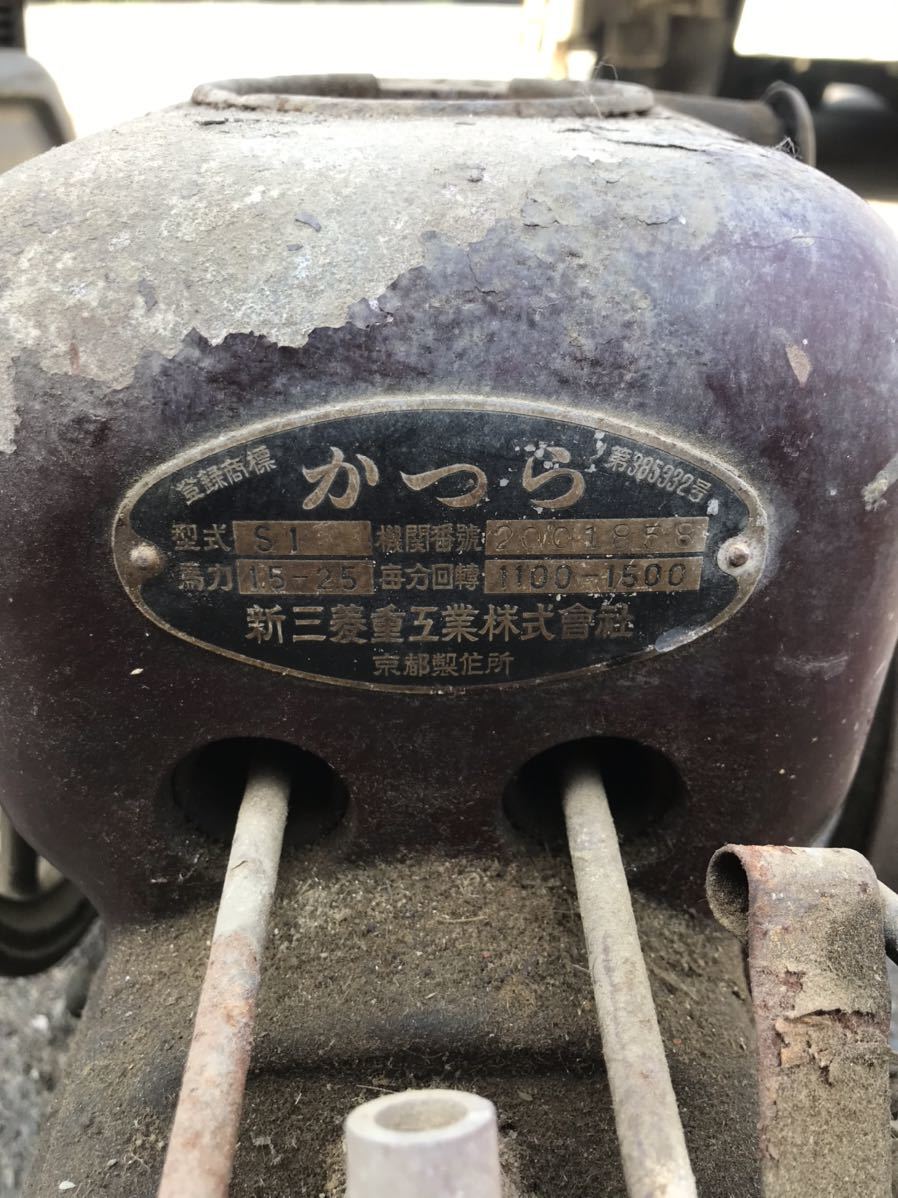 登録商標 かつら 第385332号
型式 S1 機関番號 2001858
馬力 1.5-2.5 毎分回轉 1100-1500
新三菱重工業株式會社
京都製作所